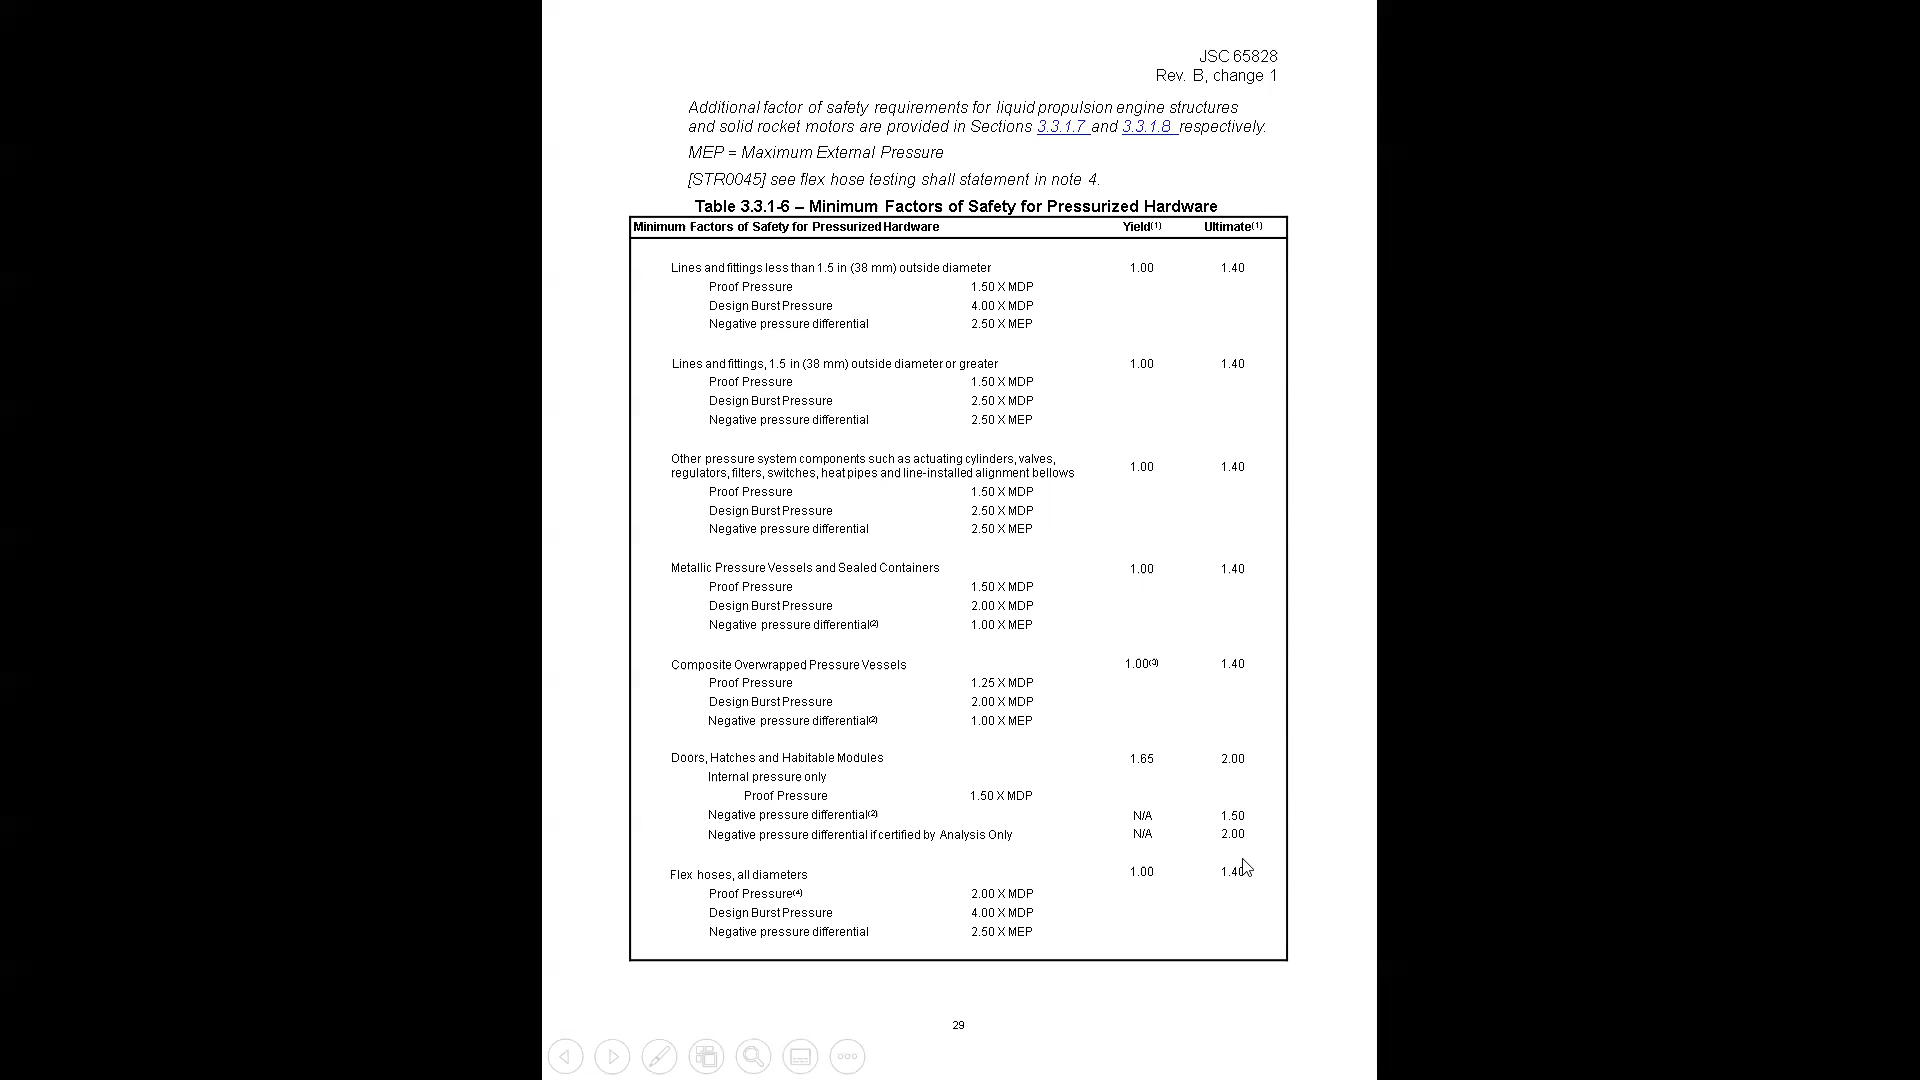 JSC 65828
Rev. B, change 1
Additional factor of safety requirements for liquid propulsion engine structures
and solid rocket motors are provided in Sections 3.3.1.7 and 3.3.1.8 respectively.
MEP = Maximum External Pressure
[STR0045] see flex hose testing shall statement in note 4.
Table 3.3.1-6 – Minimum Factors of Safety for Pressurized Hardware
Minimum Factors of Safety for Pressurized Hardware Yield(1) Ultimate(1)
Lines and fittings less than 1.5 in (38 mm) outside diameter 1.00 1.40
Proof Pressure 1.50 X MDP
Design Burst Pressure 4.00 X MDP
Negative pressure differential 2.50 X MEP
Lines and fittings, 1.5 in (38 mm) outside diameter or greater 1.00 1.40
Proof Pressure 1.50 X MDP
Design Burst Pressure 2.50 X MDP
Negative pressure differential 2.50 X MEP
Other pressure system components such as actuating cylinders, valves,
regulators, filters, switches, heat pipes and line-installed alignment bellows 1.00 1.40
Proof Pressure 1.50 X MDP
Design Burst Pressure 2.50 X MDP
Negative pressure differential 2.50 X MEP
Metallic Pressure Vessels and Sealed Containers 1.00 1.40
Proof Pressure 1.50 X MDP
Design Burst Pressure 2.00 X MDP
Negative pressure differential(2) 1.00 X MEP
Composite Overwrapped Pressure Vessels 1.00(3) 1.40
Proof Pressure 1.25 X MDP
Design Burst Pressure 2.00 X MDP
Negative pressure differential(2) 1.00 X MEP
Doors, Hatches and Habitable Modules 1.65 2.00
Internal pressure only
Proof Pressure 1.50 X MDP
Negative pressure differential(2) N/A 1.50
Negative pressure differential if certified by Analysis Only N/A 2.00
Flex hoses, all diameters 1.00 1.40
Proof Pressure(4) 2.00 X MDP
Design Burst Pressure 4.00 X MDP
Negative pressure differential 2.50 X MEP
29